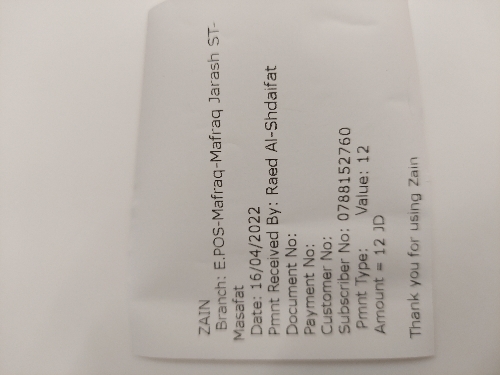 ZAIN
Branch: E.POS-Mafraq-Mafraq Jarash ST-
Masafat
Date: 16/04/2022
Pmnt Received By: Raed Al-Shdaifat
Document No:
Payment No:
Customer No:
Subscriber No: 0788152760
Pmnt Type: Value: 12
Amount = 12 JD
Thank you for using Zain